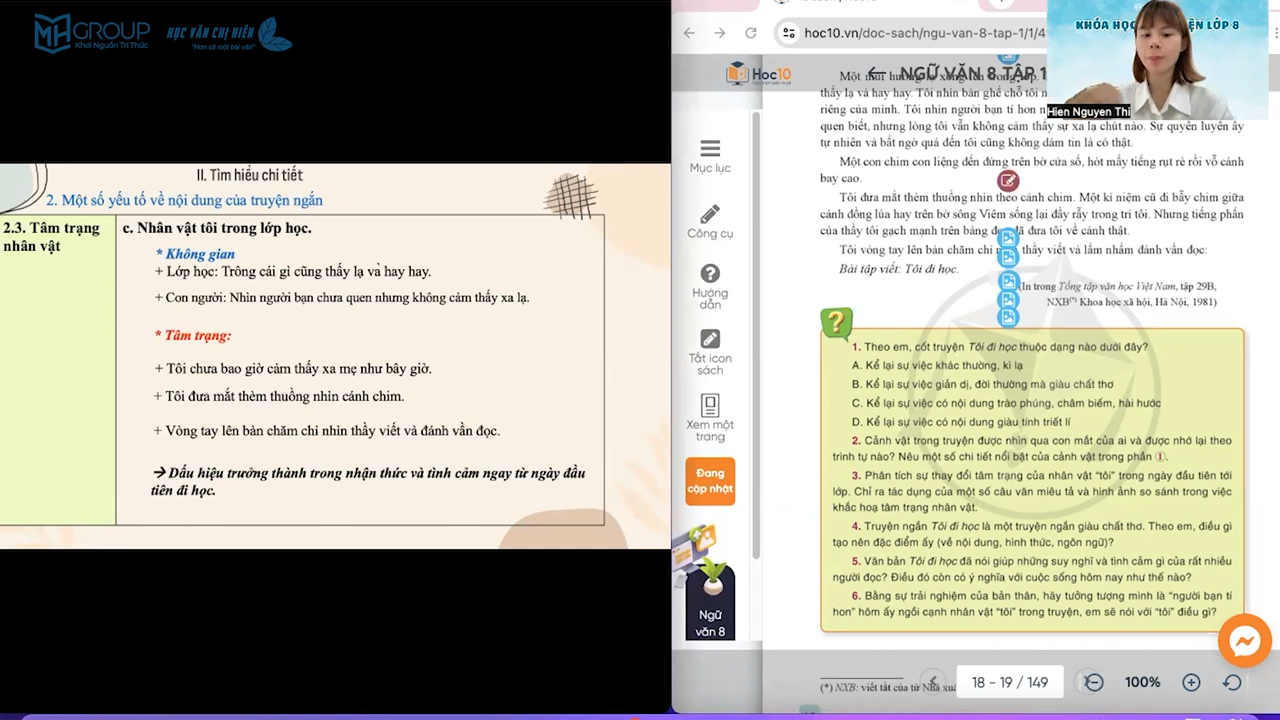 MH GROUP
Khơi Nguồn Tri Thức
HỌC VĂN CHỊ HIÊN
"Hơn cả một bài văn"
II. Tìm hiểu chi tiết
2. Một số yếu tố về nội dung của truyện ngắn
2.3. Tâm trạng
nhân vật
c. Nhân vật tôi trong lớp học.
* Không gian
+ Lớp học: Trông cái gì cũng thấy lạ và hay hay.
+ Con người: Nhìn người bạn chưa quen nhưng không cảm thấy xa lạ.
* Tâm trạng:
+ Tôi chưa bao giờ cảm thấy xa mẹ như bây giờ.
+ Tôi đưa mắt thèm thuồng nhìn cánh chim.
+ Vòng tay lên bàn chăm chỉ nhìn thầy viết và đánh vần đọc.
→ Dấu hiệu trưởng thành trong nhận thức và tình cảm ngay từ ngày đầu
tiên đi học.
hoc10.vn/doc-sach/ngu-van-8-tap-1/1/4
KHÓA HỌC
ỆN LỚP 8
Hien Nguyen Thi
Hoc10
← NGỮ VĂN 8 TẬP 1
Mục lục
Công cụ
Hướng
dẫn
Tắt icon
sách
Xem một
trang
Đang
cập nhật
Ngữ
văn 8
Một mùi hương lạ xông lên trong lớp.
thấy lạ và hay hay. Tôi nhìn bàn ghế chỗ tôi
riêng của mình. Tôi nhìn người bạn tí hon
quen biết, nhưng lòng tôi vẫn không cảm thấy sự xa lạ chút nào. Sự quyến luyến ấy
tự nhiên và bất ngờ quá đến tôi cũng không dám tin là có thật.
Một con chim con liệng đến đứng trên bờ cửa sổ, hót mấy tiếng rụt rè rồi vỗ cánh
bay cao.
Tôi đưa mắt thèm thuồng nhìn theo cánh chim. Một kỉ niệm cũ đi bẫy chim giữa
cánh đồng lúa hay trên bờ sông Viêm sống lại đầy rẫy trong trí tôi. Nhưng tiếng phấn
của thầy tôi gạch mạnh trên bảng đen đã đưa tôi về cảnh thật.
Tôi vòng tay lên bàn chăm chỉ nhìn thầy viết và lẩm nhẩm đánh vần đọc:
Bài tập viết: Tôi đi học.
(In trong Tổng tập văn học Việt Nam, tập 29B,
NXB(*) Khoa học xã hội, Hà Nội, 1981)
?
1. Theo em, cốt truyện Tôi đi học thuộc dạng nào dưới đây?
A. Kể lại sự việc khác thường, kì lạ
B. Kể lại sự việc giản dị, đời thường mà giàu chất thơ
C. Kể lại sự việc có nội dung trào phúng, châm biếm, hài hước
D. Kể lại sự việc có nội dung giàu tính triết lí
2. Cảnh vật trong truyện được nhìn qua con mắt của ai và được nhớ lại theo
trình tự nào? Nêu một số chi tiết nổi bật của cảnh vật trong phần ①.
3. Phân tích sự thay đổi tâm trạng của nhân vật “tôi” trong ngày đầu tiên tới
lớp. Chỉ ra tác dụng của một số câu văn miêu tả và hình ảnh so sánh trong việc
khắc hoạ tâm trạng nhân vật.
4. Truyện ngắn Tôi đi học là một truyện ngắn giàu chất thơ. Theo em, điều gì
tạo nên đặc điểm ấy (về nội dung, hình thức, ngôn ngữ)?
5. Văn bản Tôi đi học đã nói giúp những suy nghĩ và tình cảm gì của rất nhiều
người đọc? Điều đó còn có ý nghĩa với cuộc sống hôm nay như thế nào?
6. Bằng sự trải nghiệm của bản thân, hãy tưởng tượng mình là “người bạn tí
hon” hôm ấy ngồi cạnh nhân vật “tôi” trong truyện, em sẽ nói với “tôi” điều gì?
(*) NXB: viết tắt của từ Nhà xuất
18 - 19 / 149
100%